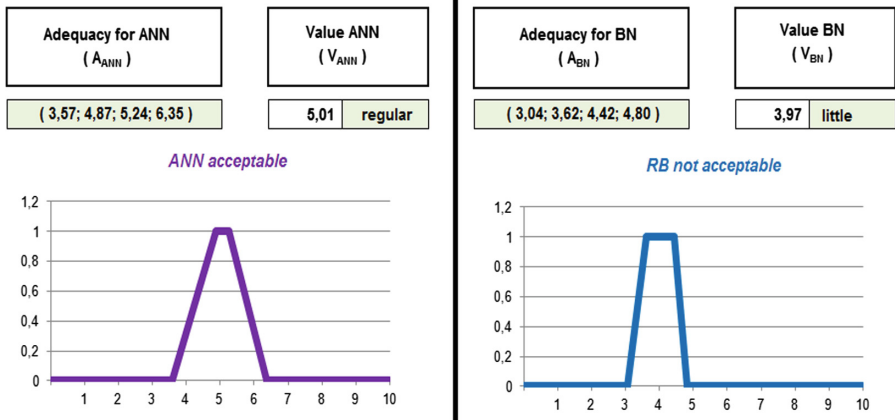 Adequacy for ANN
( A_ANN )
Value ANN
( V_ANN )
( 3,57; 4,87; 5,24; 6,35 )
5,01 regular
ANN acceptable
1,2
1
0,8
0,6
0,4
0,2
0
1 2 3 4 5 6 7 8 9 10
Adequacy for BN
( A_BN )
Value BN
( V_BN )
( 3,04; 3,62; 4,42; 4,80 )
3,97 little
RB not acceptable
1,2
1
0,8
0,6
0,4
0,2
0
1 2 3 4 5 6 7 8 9 10